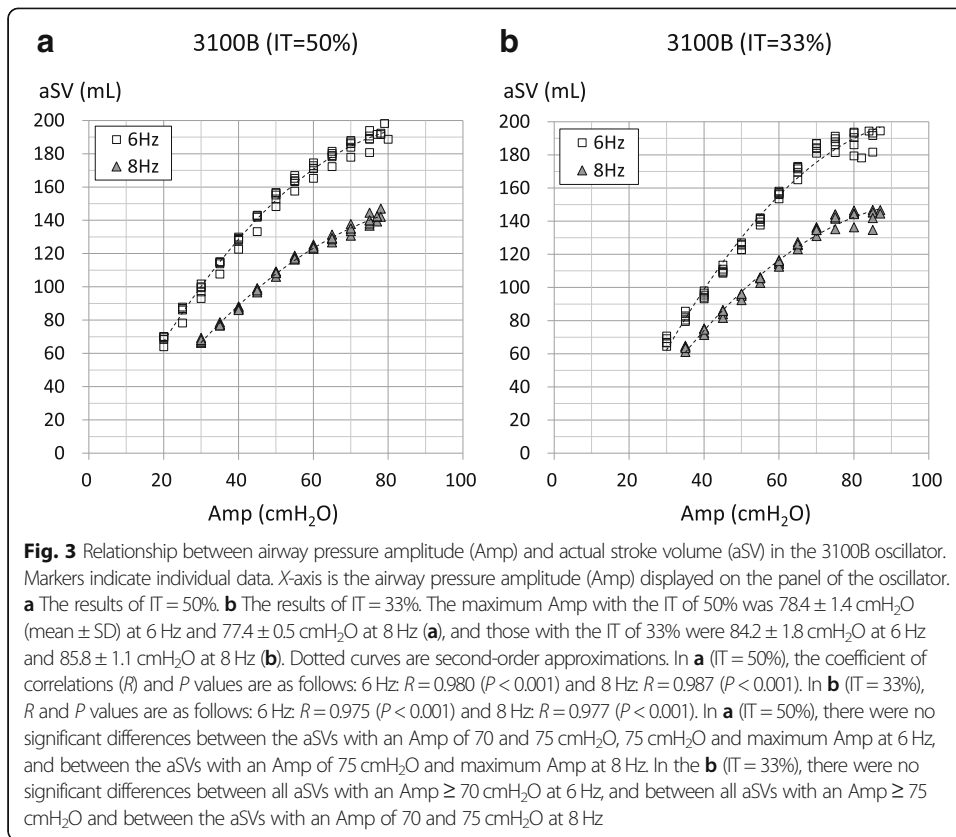 a
3100B (IT=50%)
aSV (mL)
200
180
160
140
120
100
80
60
40
20
0
6Hz
8Hz
0 20 40 60 80 100
Amp (cmH₂O)
b
3100B (IT=33%)
aSV (mL)
200
180
160
140
120
100
80
60
40
20
0
6Hz
8Hz
0 20 40 60 80 100
Amp (cmH₂O)
Fig. 3 Relationship between airway pressure amplitude (Amp) and actual stroke volume (aSV) in the 3100B oscillator.
Markers indicate individual data. X-axis is the airway pressure amplitude (Amp) displayed on the panel of the oscillator.
a The results of IT = 50%. b The results of IT = 33%. The maximum Amp with the IT of 50% was 78.4 ± 1.4 cmH₂O
(mean ± SD) at 6 Hz and 77.4 ± 0.5 cmH₂O at 8 Hz (a), and those with the IT of 33% were 84.2 ± 1.8 cmH₂O at 6 Hz
and 85.8 ± 1.1 cmH₂O at 8 Hz (b). Dotted curves are second-order approximations. In a (IT = 50%), the coefficient of
correlations (R) and P values are as follows: 6 Hz: R = 0.980 (P < 0.001) and 8 Hz: R = 0.987 (P < 0.001). In b (IT = 33%),
R and P values are as follows: 6 Hz: R = 0.975 (P < 0.001) and 8 Hz: R = 0.977 (P < 0.001). In a (IT = 50%), there were no
significant differences between the aSVs with an Amp of 70 and 75 cmH₂O, 75 cmH₂O and maximum Amp at 6 Hz,
and between the aSVs with an Amp of 75 cmH₂O and maximum Amp at 8 Hz. In the b (IT = 33%), there were no
significant differences between all aSVs with an Amp ≥ 70 cmH₂O at 6 Hz, and between all aSVs with an Amp ≥ 75
cmH₂O and between the aSVs with an Amp of 70 and 75 cmH₂O at 8 Hz